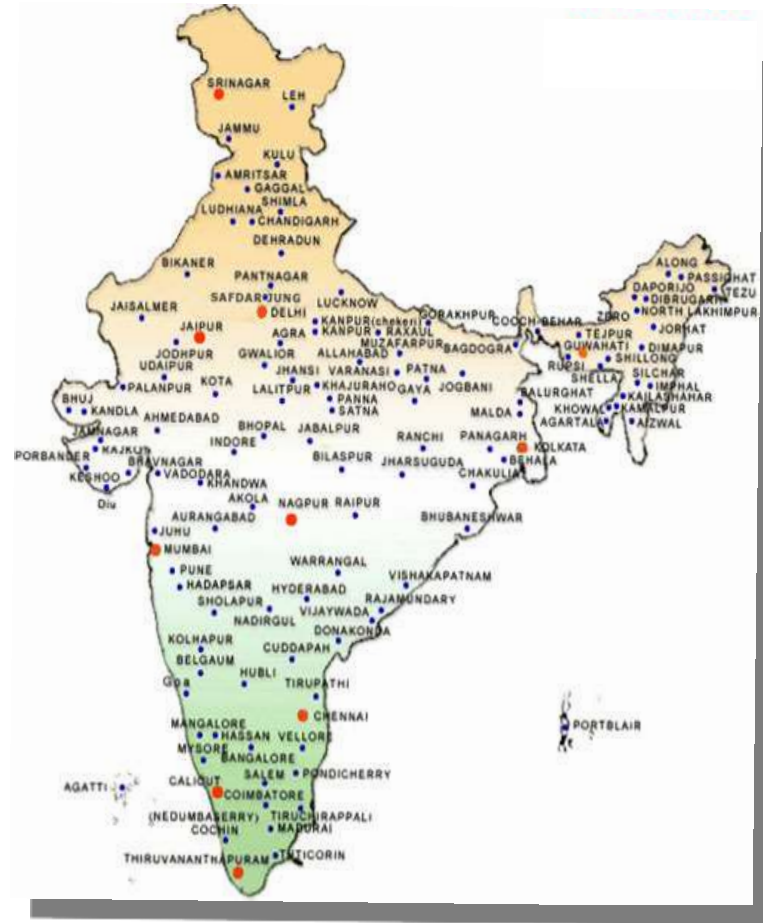 SRINAGAR
LEH
JAMMU
KULU
AMRITSAR
GAGGAL
SHIMLA
LUDHIANA
CHANDIGARH
DEHRADUN
BIKANER
PANTNAGAR
SAFDARJUNG
LUCKNOW
DELHI
JAISALMER
JAIPUR
AGRA
KANPUR(chekeri)
KANPUR
RAXAUL
GORAKHPUR
COOCH-BEHAR
MUZAFARPUR
BAGDOGRA
ALONG
PASSIGHAT
TEZU
DAPORIJO
DIBRUGARH
ZERO
NORTH LAKHIMPUR
JORHAT
TEJPUR
GUWAHATI
DIMAPUR
RUPSI
SHILLONG
SHELLA
SILCHAR
IMPHAL
KAILASHAHAR
KHOWAL
KAMALPUR
AGARTALA
AIZWAL
JODHPUR
GWALIOR
ALLAHABAD
UDAIPUR
JHANSI
VARANASI
PATNA
JOGBANI
PALANPUR
KOTA
LALITPUR
KHAJURAHO
GAYA
BALURGHAT
BHUJ
KANDLA
PANNA
SATNA
MALDA
AHMEDABAD
JAMNAGAR
RAJKOT
BHOPAL
JABALPUR
INDORE
RANCHI
PANAGARH
KOLKATA
PORBANDER
BHAVNAGAR
VADODARA
BILASPUR
JHARSUGUDA
BEHALA
CHAKULIA
KESHOO
Diu
KHANDWA
AKOLA
NAGPUR
RAIPUR
AURANGABAD
BHUBANESHWAR
JUHU
MUMBAI
PUNE
WARRANGAL
VISHAKAPATNAM
HADAPSAR
HYDERABAD
RAJAMUNDARY
SHOLAPUR
VIJAYWADA
NADIRGUL
DONAKONDA
KOLHAPUR
CUDDAPAH
BELGAUM
HUBLI
Goa
TIRUPATHI
CHENNAI
MANGALORE
HASSAN
VELLORE
MYSORE
BANGALORE
PORTBLAIR
SALEM
PONDICHERRY
AGATTI
CALICUT
COIMBATORE
(NEDUMBASERRY)
COCHIN
TIRUCHIRAPPALI
MADURAI
THIRUVANANTHAPURAM
TUTICORIN